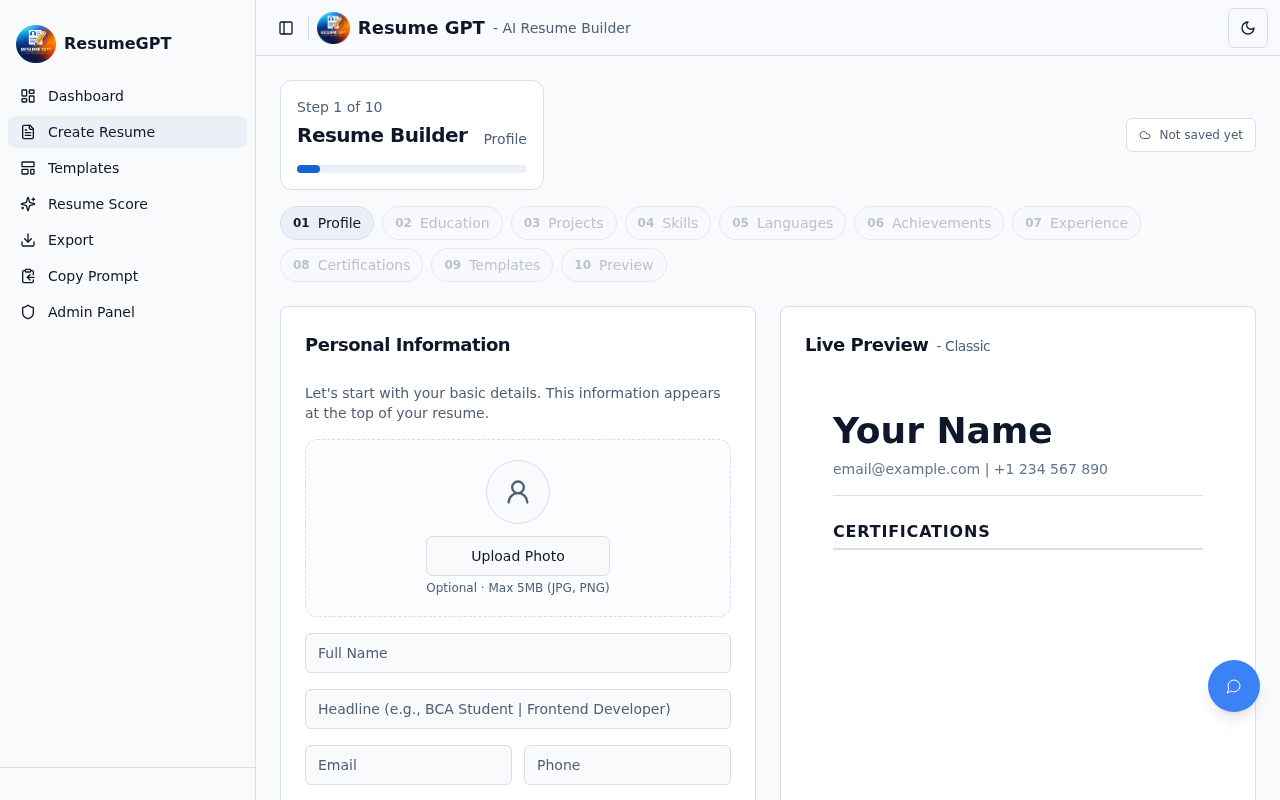 ResumeGPT
Dashboard
Create Resume
Templates
Resume Score
Export
Copy Prompt
Admin Panel
Resume GPT - AI Resume Builder
Step 1 of 10
Resume Builder Profile
Not saved yet
01 Profile 02 Education 03 Projects 04 Skills 05 Languages 06 Achievements 07 Experience
08 Certifications 09 Templates 10 Preview
Personal Information
Let's start with your basic details. This information appears
at the top of your resume.
Upload Photo
Optional · Max 5MB (JPG, PNG)
Full Name
Headline (e.g., BCA Student | Frontend Developer)
Email Phone
Live Preview - Classic
Your Name
email@example.com | +1 234 567 890
CERTIFICATIONS